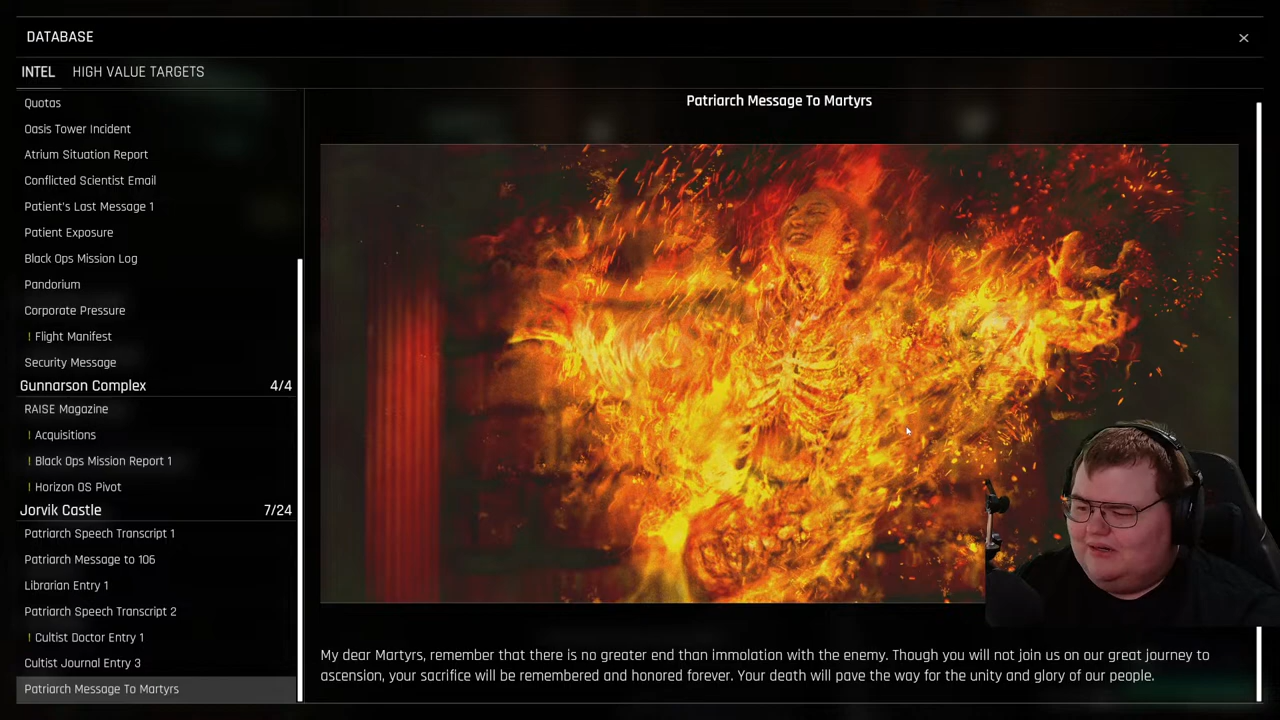 DATABASE
INTEL HIGH VALUE TARGETS
Quotas
Oasis Tower Incident
Atrium Situation Report
Conflicted Scientist Email
Patient's Last Message 1
Patient Exposure
Black Ops Mission Log
Pandorium
Corporate Pressure
! Flight Manifest
Security Message
Gunnarson Complex 4/4
RAISE Magazine
! Acquisitions
! Black Ops Mission Report 1
! Horizon OS Pivot
Jorvik Castle 7/24
Patriarch Speech Transcript 1
Patriarch Message to 106
Librarian Entry 1
Patriarch Speech Transcript 2
! Cultist Doctor Entry 1
Cultist Journal Entry 3
Patriarch Message To Martyrs
Patriarch Message To Martyrs
My dear Martyrs, remember that there is no greater end than immolation with the enemy. Though you will not join us on our great journey to
ascension, your sacrifice will be remembered and honored forever. Your death will pave the way for the unity and glory of our people.